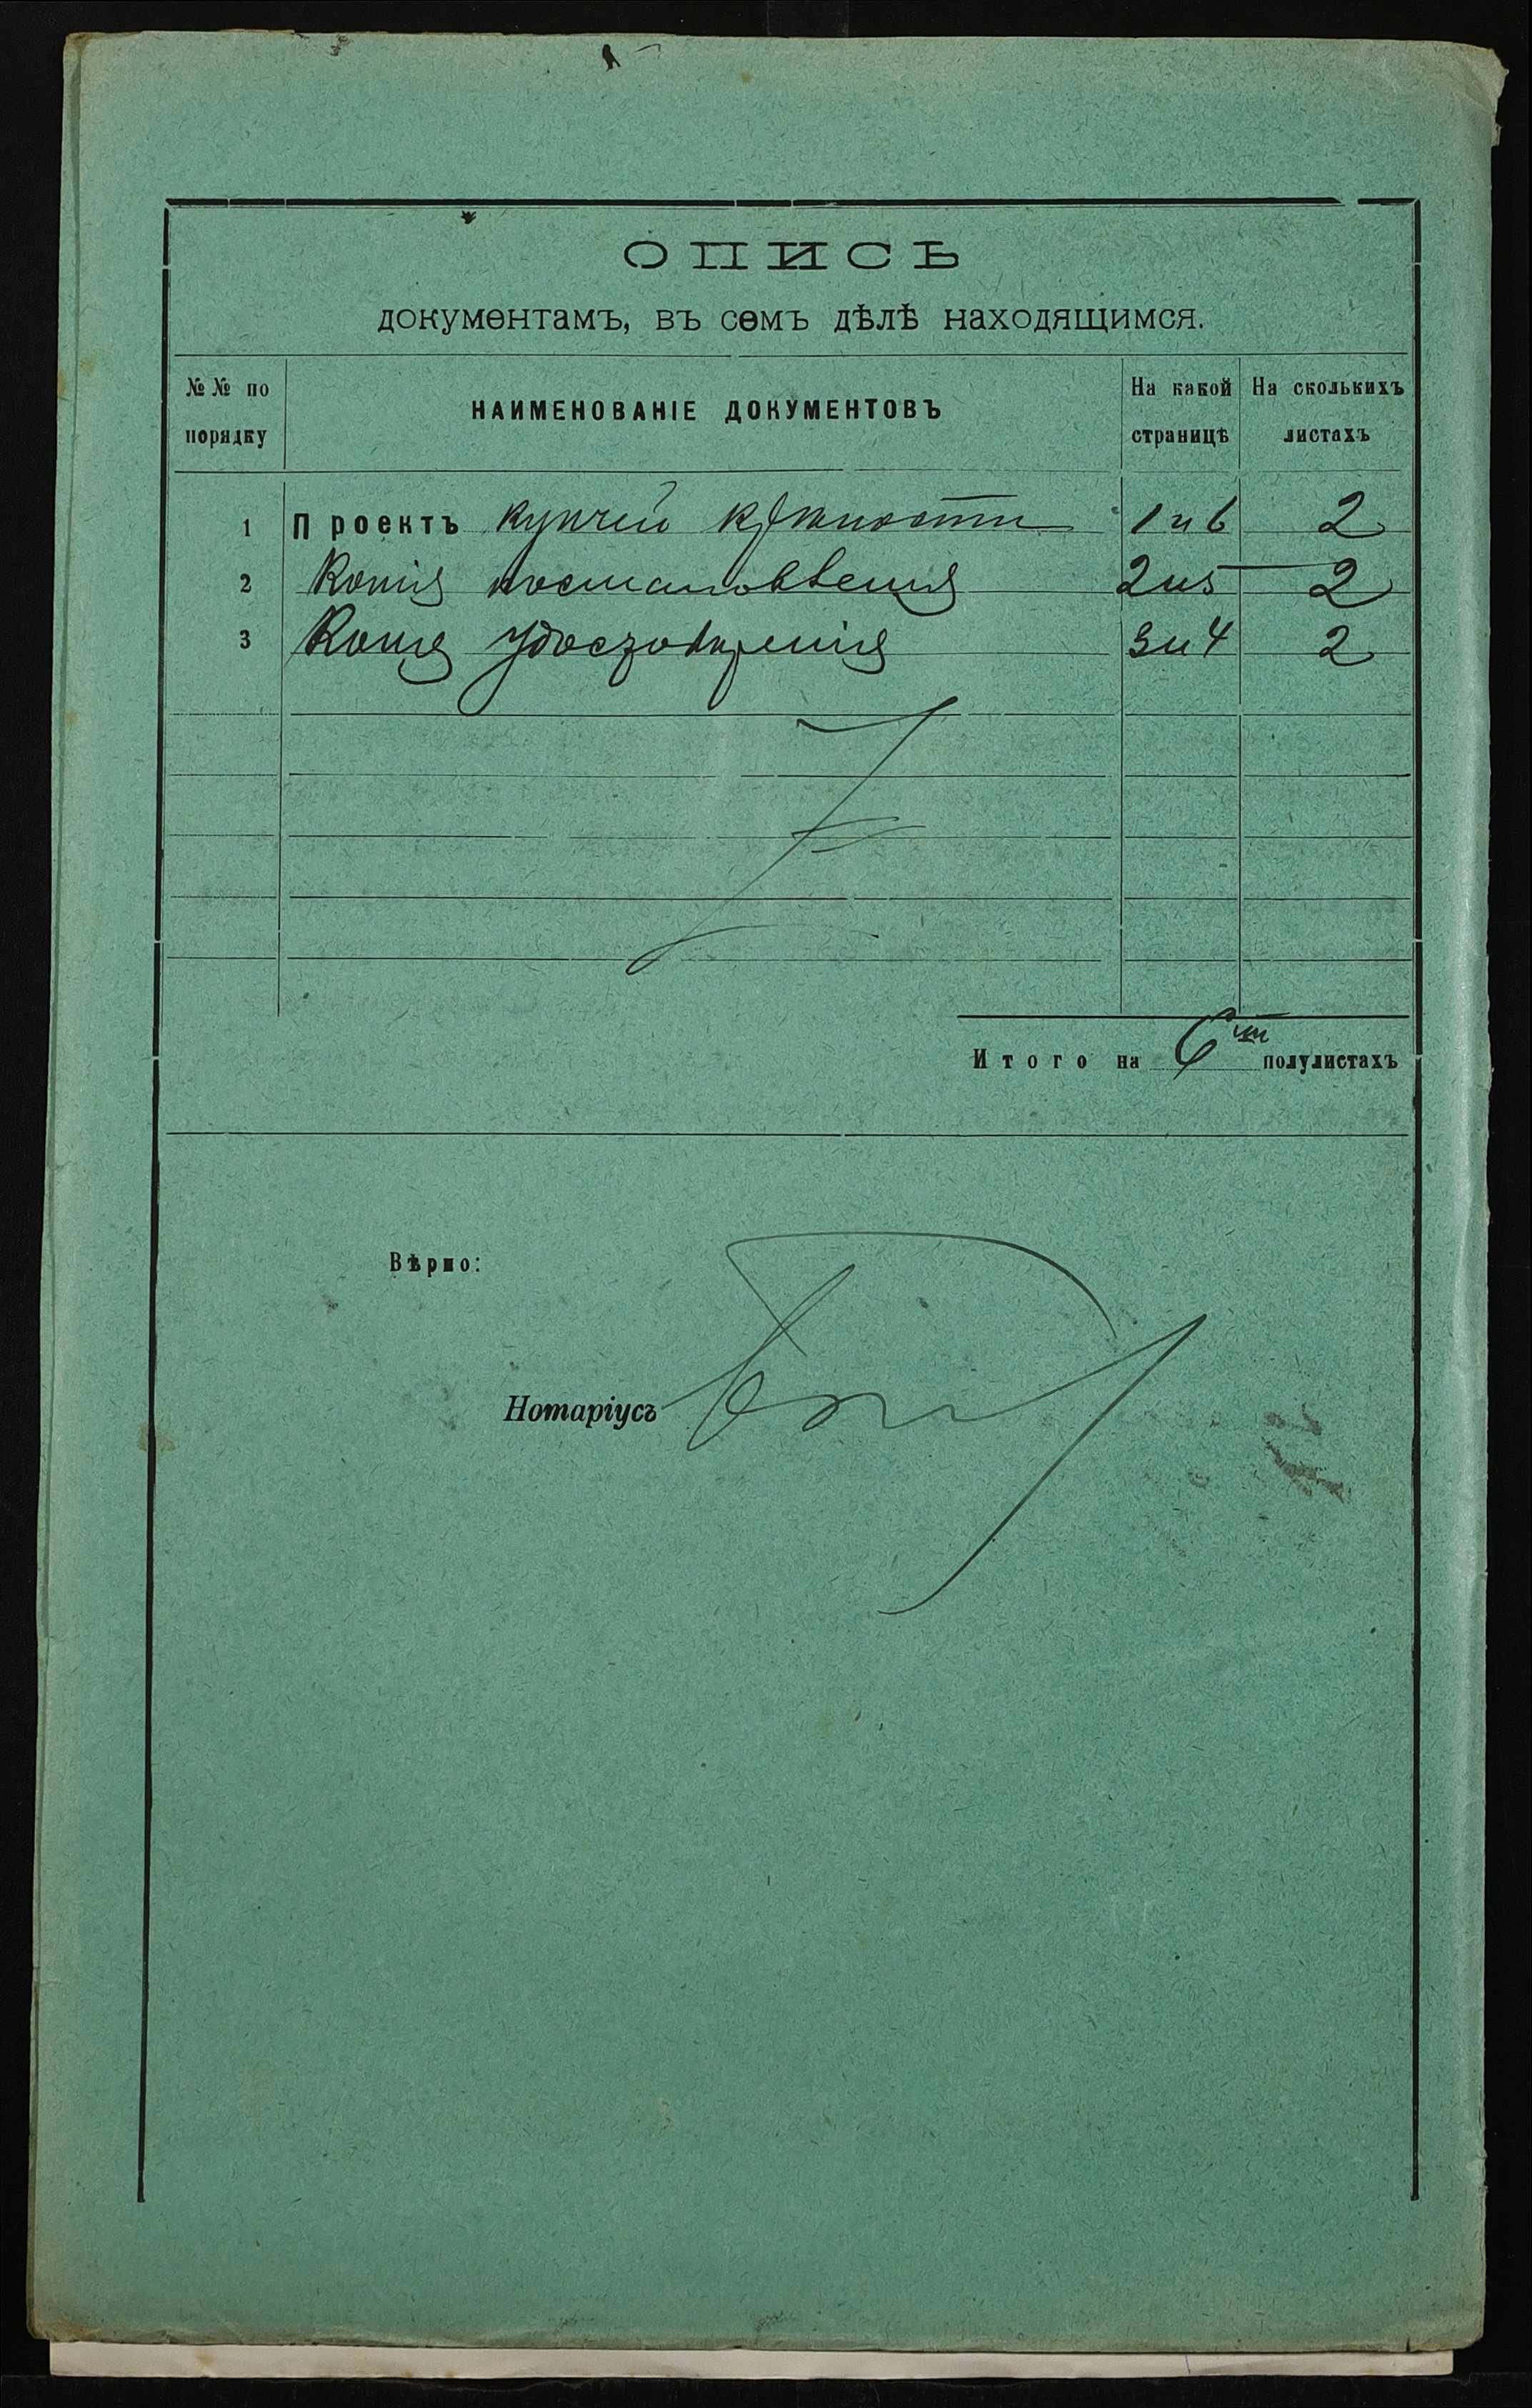 ОПИСЬ
документамъ, въ семъ дѣлѣ находящимся.
№№ по порядку
НАИМЕНОВАНІЕ ДОКУМЕНТОВЪ
На какой страницѣ
На сколькихъ листахъ
1 Проектъ купчей крѣпости 1 и 6 2
2 Копія постановленія 2 и 5 2
3 Копія удостовѣренія 3 и 4 2
Итого на 6ти полулистахъ
Вѣрно:
Нотаріусъ